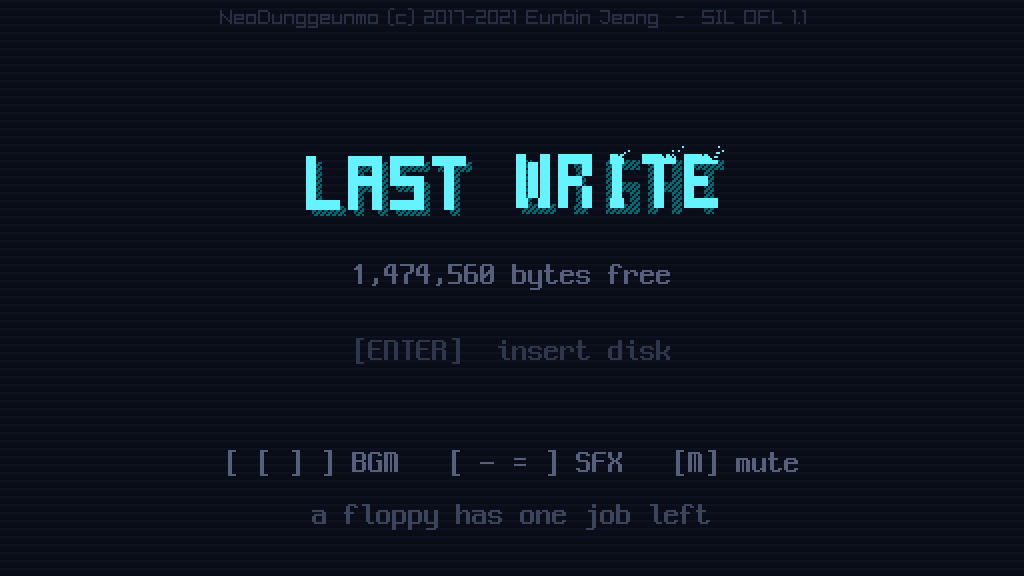 NeoDunggeunmo (c) 2017-2021 Eunbin Jeong - SIL OFL 1.1
LAST WRITE
1,474,560 bytes free
[ENTER] insert disk
[ [ ] ] BGM [ - = ] SFX [M] mute
a floppy has one job left